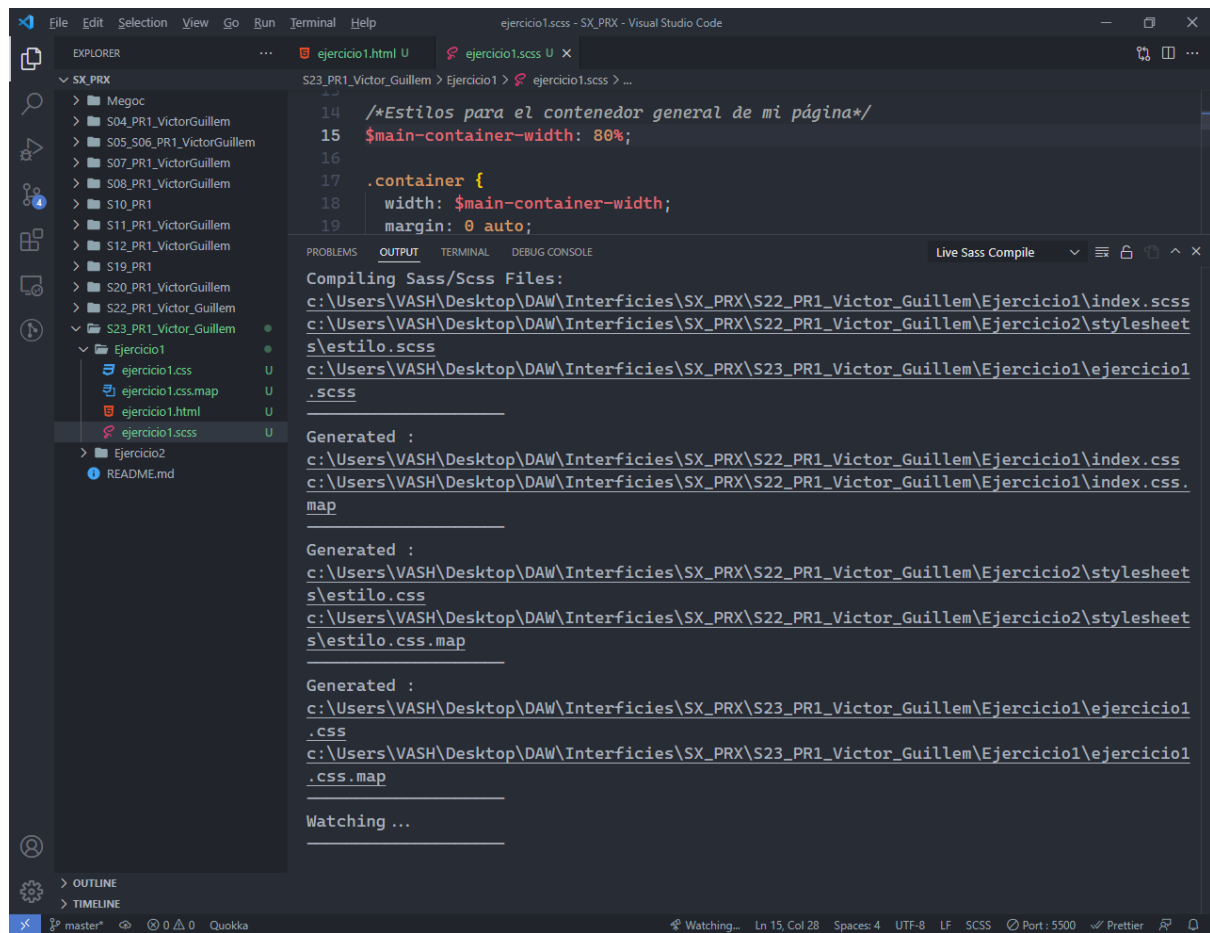 File Edit Selection View Go Run Terminal Help ejercicio1.scss - SX_PRX - Visual Studio Code
EXPLORER
SX_PRX
Megoc
S04_PR1_VictorGuillem
S05_S06_PR1_VictorGuillem
S07_PR1_VictorGuillem
S08_PR1_VictorGuillem
S10_PR1
S11_PR1_VictorGuillem
S12_PR1_VictorGuillem
S19_PR1
S20_PR1_VictorGuillem
S22_PR1_Victor_Guillem
S23_PR1_Victor_Guillem
Ejercicio1
ejercicio1.css U
ejercicio1.css.map U
ejercicio1.html U
ejercicio1.scss U
Ejercicio2
README.md
OUTLINE
TIMELINE
4
ejercicio1.html U ejercicio1.scss U
S23_PR1_Victor_Guillem > Ejercicio1 > ejercicio1.scss > ...
14 /*Estilos para el contenedor general de mi página*/
15 $main-container-width: 80%;
16
17 .container {
18 width: $main-container-width;
19 margin: 0 auto;
PROBLEMS OUTPUT TERMINAL DEBUG CONSOLE Live Sass Compile
Compiling Sass/Scss Files:
c:\Users\VASH\Desktop\DAW\Interficies\SX_PRX\S22_PR1_Victor_Guillem\Ejercicio1\index.scss
c:\Users\VASH\Desktop\DAW\Interficies\SX_PRX\S22_PR1_Victor_Guillem\Ejercicio2\stylesheet
s\estilo.scss
c:\Users\VASH\Desktop\DAW\Interficies\SX_PRX\S23_PR1_Victor_Guillem\Ejercicio1\ejercicio1
.scss
Generated :
c:\Users\VASH\Desktop\DAW\Interficies\SX_PRX\S22_PR1_Victor_Guillem\Ejercicio1\index.css
c:\Users\VASH\Desktop\DAW\Interficies\SX_PRX\S22_PR1_Victor_Guillem\Ejercicio1\index.css.
map
Generated :
c:\Users\VASH\Desktop\DAW\Interficies\SX_PRX\S22_PR1_Victor_Guillem\Ejercicio2\stylesheet
s\estilo.css
c:\Users\VASH\Desktop\DAW\Interficies\SX_PRX\S22_PR1_Victor_Guillem\Ejercicio2\stylesheet
s\estilo.css.map
Generated :
c:\Users\VASH\Desktop\DAW\Interficies\SX_PRX\S23_PR1_Victor_Guillem\Ejercicio1\ejercicio1
.css
c:\Users\VASH\Desktop\DAW\Interficies\SX_PRX\S23_PR1_Victor_Guillem\Ejercicio1\ejercicio1
.css.map
Watching...
master* 0 0 Quokka Watching... Ln 15, Col 28 Spaces: 4 UTF-8 LF SCSS Port : 5500 Prettier